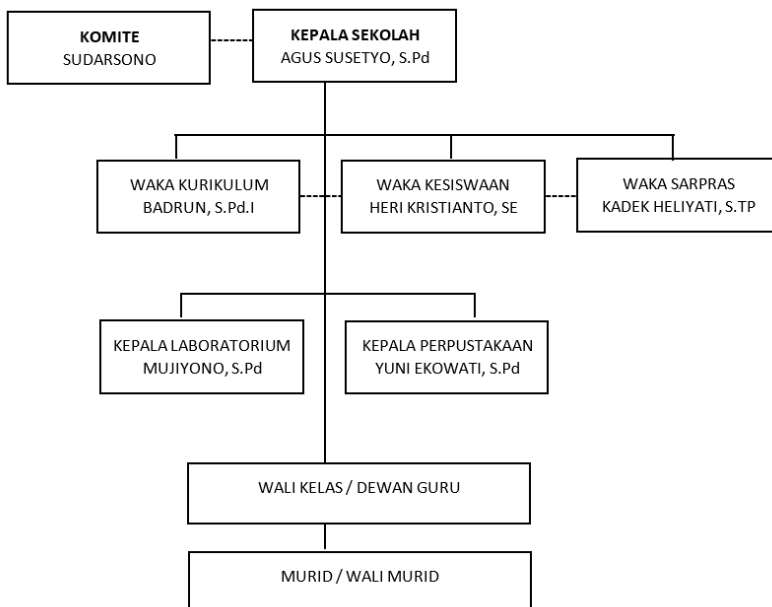 KOMITE
SUDARSONO
KEPALA SEKOLAH
AGUS SUSETYO, S.Pd
WAKA KURIKULUM
BADRUN, S.Pd.I
WAKA KESISWAAN
HERI KRISTIANTO, SE
WAKA SARPRAS
KADEK HELIYATI, S.TP
KEPALA LABORATORIUM
MUJIYONO, S.Pd
KEPALA PERPUSTAKAAN
YUNI EKOWATI, S.Pd
WALI KELAS / DEWAN GURU
MURID / WALI MURID